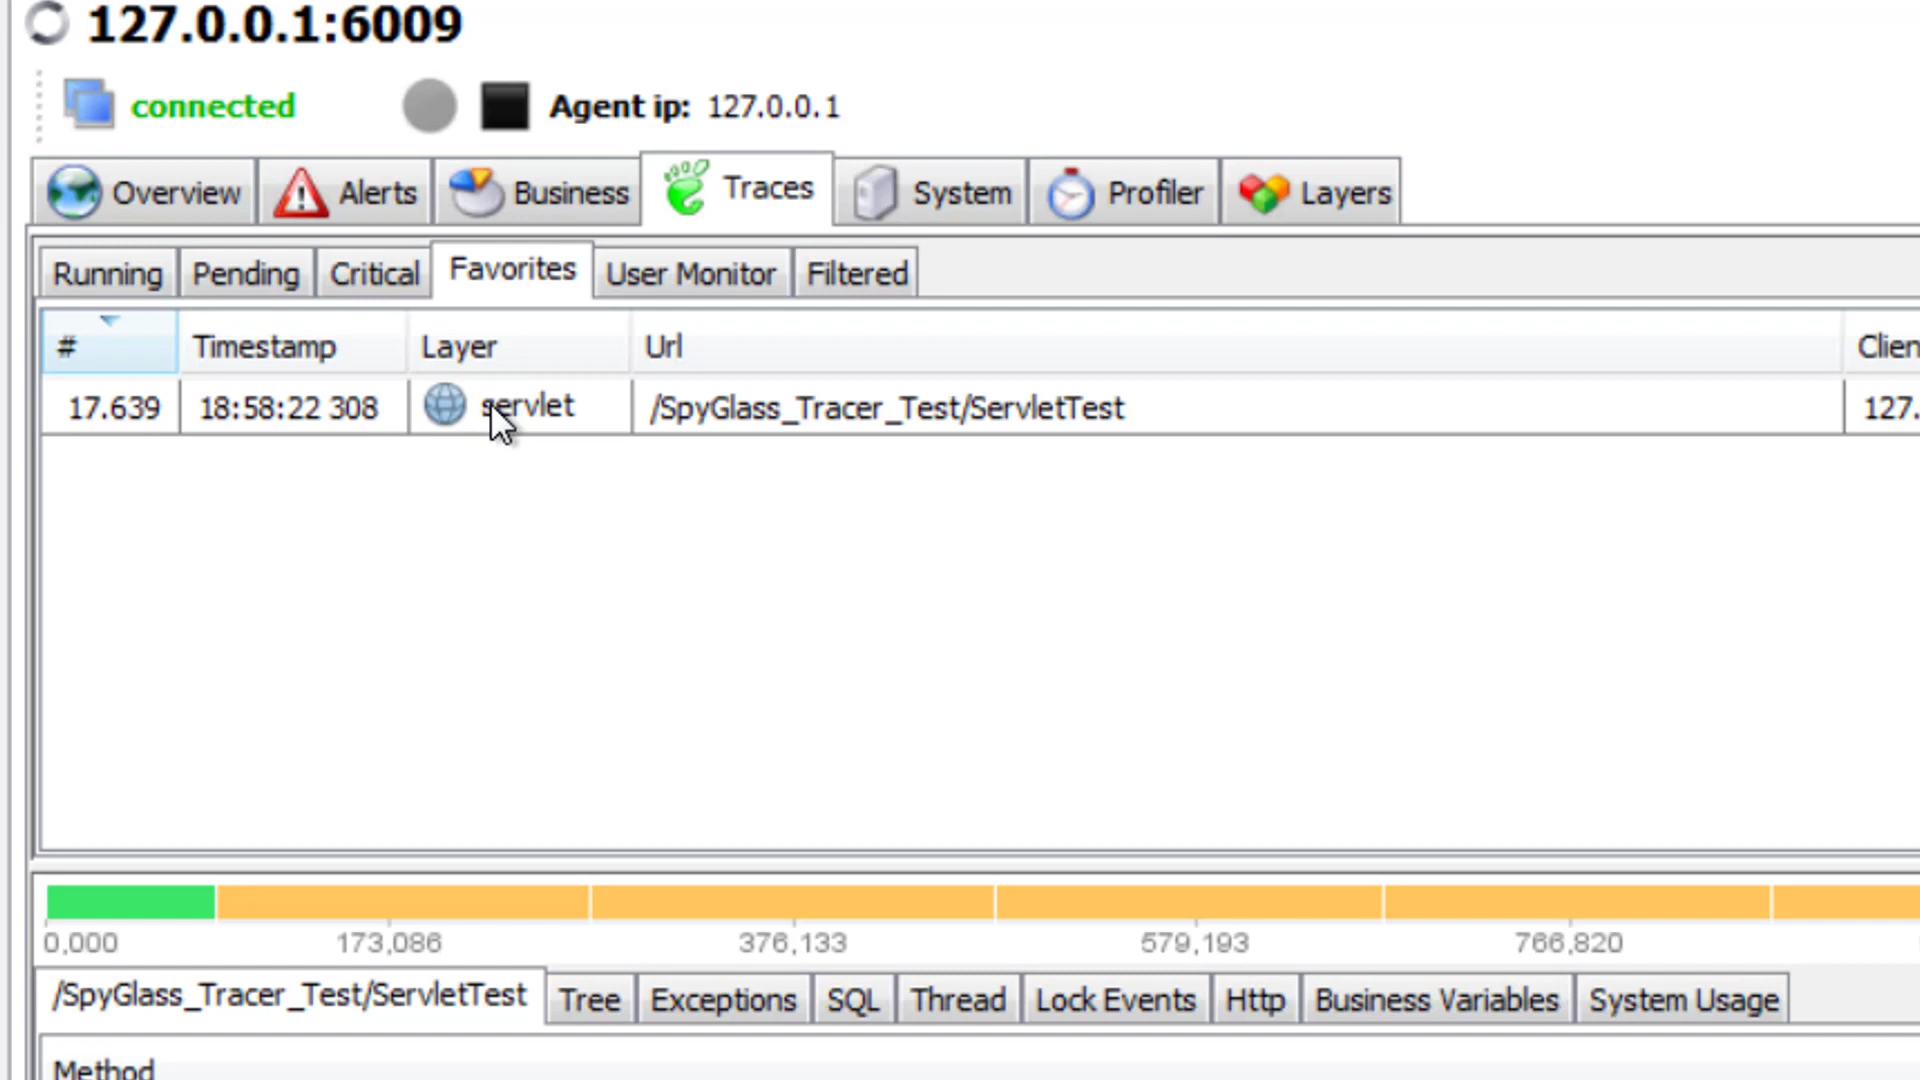 127.0.0.1:6009
connected Agent ip: 127.0.0.1
Overview Alerts Business Traces System Profiler Layers
Running Pending Critical Favorites User Monitor Filtered
# Timestamp Layer Url Clien
17.639 18:58:22 308 servlet /SpyGlass_Tracer_Test/ServletTest 127.
0,000 173,086 376,133 579,193 766,820
/SpyGlass_Tracer_Test/ServletTest Tree Exceptions SQL Thread Lock Events Http Business Variables System Usage
Method